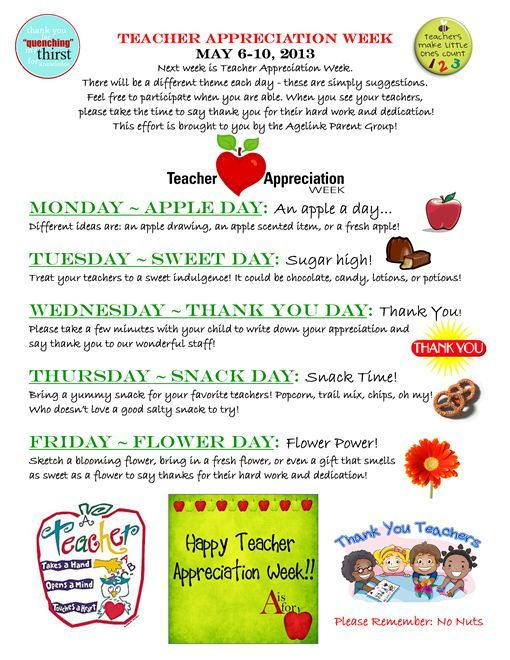 thank you
for
"quenching"
my
thirst
for knowledge
teachers
make little
ones count
1 2 3
TEACHER APPRECIATION WEEK
MAY 6-10, 2013
Next week is Teacher Appreciation Week.
There will be a different theme each day - these are simply suggestions.
Feel free to participate when you are able. When you see your teachers,
please take the time to say thank you for their hard work and dedication!
This effort is brought to you by the Agelink Parent Group!
Teacher Appreciation
WEEK
MONDAY ~ APPLE DAY: An apple a day...
Different ideas are: an apple drawing, an apple scented item, or a fresh apple!
TUESDAY ~ SWEET DAY: Sugar high!
Treat your teachers to a sweet indulgence! It could be chocolate, candy, lotions, or potions!
WEDNESDAY ~ THANK YOU DAY: Thank You!
Please take a few minutes with your child to write down your appreciation and
say thank you to our wonderful staff!
THANK YOU
THURSDAY ~ SNACK DAY: Snack Time!
Bring a yummy snack for your favorite teachers! Popcorn, trail mix, chips, oh my!
Who doesn't love a good salty snack to try!
FRIDAY ~ FLOWER DAY: Flower Power!
Sketch a blooming flower, bring in a fresh flower, or even a gift that smells
as sweet as a flower to say thanks for their hard work and dedication!
A
Teacher
Takes a Hand
Opens a Mind
Touches a Heart
A B
Happy Teacher
Appreciation Week!!
A is
for
Thank You Teachers
Please Remember: No Nuts